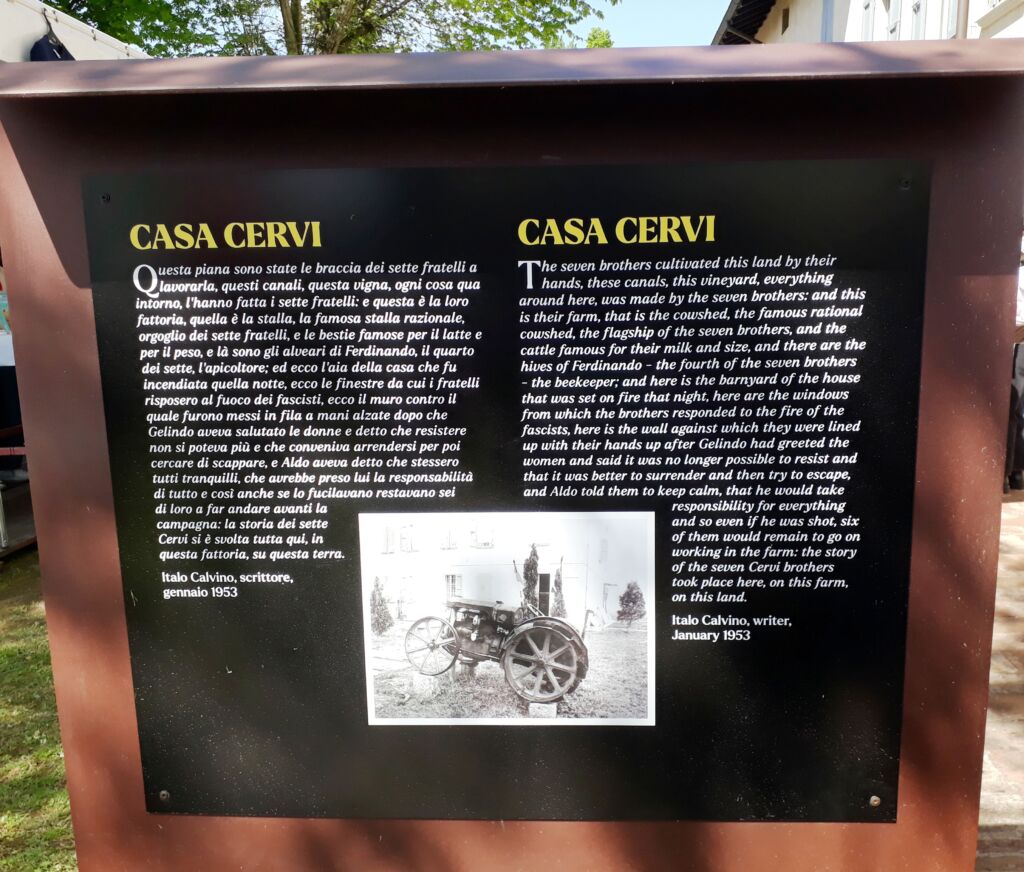 CASA CERVI
Questa piana sono state le braccia dei sette fratelli a
lavorarla, questi canali, questa vigna, ogni cosa qua
intorno, l'hanno fatta i sette fratelli: e questa è la loro
fattoria, quella è la stalla, la famosa stalla razionale,
orgoglio dei sette fratelli, e le bestie famose per il latte e
per il peso, e là sono gli alveari di Ferdinando, il quarto
dei sette, l'apicoltore; ed ecco l'aia della casa che fu
incendiata quella notte, ecco le finestre da cui i fratelli
risposero al fuoco dei fascisti, ecco il muro contro il
quale furono messi in fila a mani alzate dopo che
Gelindo aveva salutato le donne e detto che resistere
non si poteva più e che conveniva arrendersi per poi
cercare di scappare, e Aldo aveva detto che stessero
tutti tranquilli, che avrebbe preso lui la responsabilità
di tutto e così anche se lo fucilavano restavano sei
di loro a far andare avanti la
campagna: la storia dei sette
Cervi si è svolta tutta qui, in
questa fattoria, su questa terra.
Italo Calvino, scrittore,
gennaio 1953
CASA CERVI
The seven brothers cultivated this land by their
hands, these canals, this vineyard, everything
around here, was made by the seven brothers: and this
is their farm, that is the cowshed, the famous rational
cowshed, the flagship of the seven brothers, and the
cattle famous for their milk and size, and there are the
hives of Ferdinando - the fourth of the seven brothers
- the beekeeper; and here is the barnyard of the house
that was set on fire that night, here are the windows
from which the brothers responded to the fire of the
fascists, here is the wall against which they were lined
up with their hands up after Gelindo had greeted the
women and said it was no longer possible to resist and
that it was better to surrender and then try to escape,
and Aldo told them to keep calm, that he would take
responsibility for everything
and so even if he was shot, six
of them would remain to go on
working in the farm: the story
of the seven Cervi brothers
took place here, on this farm,
on this land.
Italo Calvino, writer,
January 1953